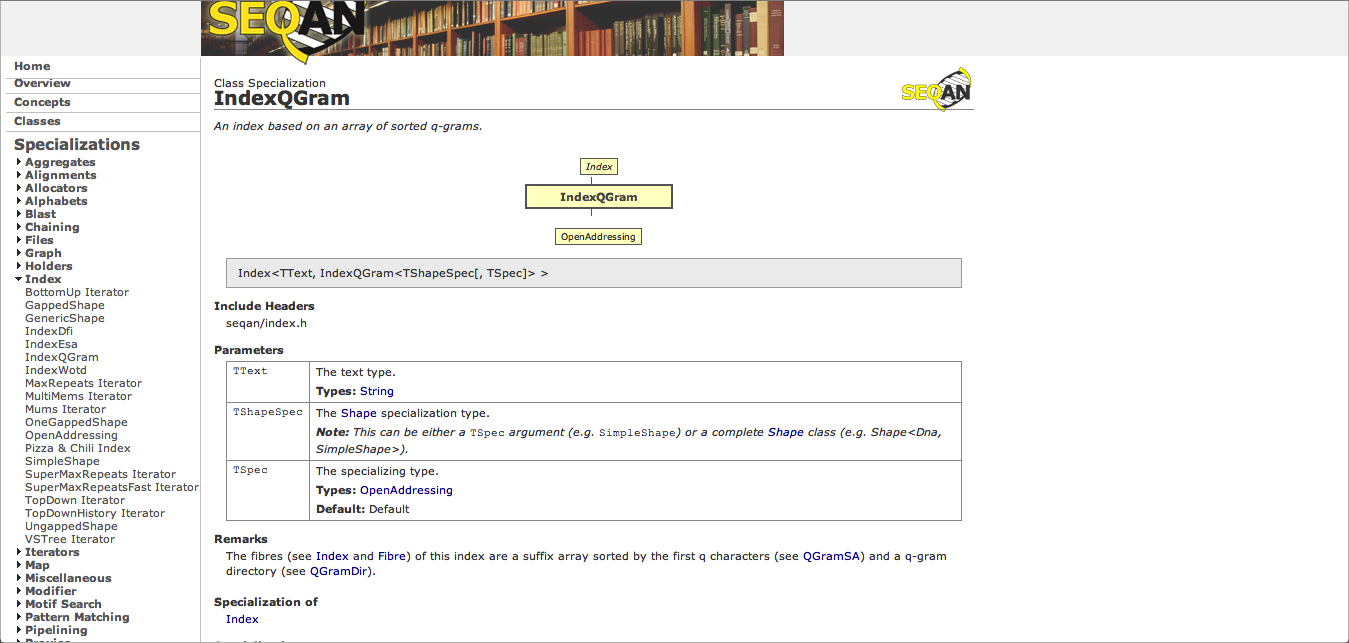 SEQAN
Home
Overview
Concepts
Classes
Specializations
Aggregates
Alignments
Allocators
Alphabets
Blast
Chaining
Files
Graph
Holders
Index
BottomUp Iterator
GappedShape
GenericShape
IndexDfi
IndexEsa
IndexQGram
IndexWotd
MaxRepeats Iterator
MultiMems Iterator
Mums Iterator
OneGappedShape
OpenAddressing
Pizza & Chili Index
SimpleShape
SuperMaxRepeats Iterator
SuperMaxRepeatsFast Iterator
TopDown Iterator
TopDownHistory Iterator
UngappedShape
VSTree Iterator
Iterators
Map
Miscellaneous
Modifier
Motif Search
Pattern Matching
Pipelining
Class Specialization
IndexQGram
SEQAN
An index based on an array of sorted q-grams.
Index
IndexQGram
OpenAddressing
Index<TText, IndexQGram<TShapeSpec[, TSpec]> >
Include Headers
seqan/index.h
Parameters
TText The text type.
Types: String
TShapeSpec The Shape specialization type.
Note: This can be either a TSpec argument (e.g. SimpleShape) or a complete Shape class (e.g. Shape<Dna,
SimpleShape>).
TSpec The specializing type.
Types: OpenAddressing
Default: Default
Remarks
The fibres (see Index and Fibre) of this index are a suffix array sorted by the first q characters (see QGramSA) and a q-gram
directory (see QGramDir).
Specialization of
Index